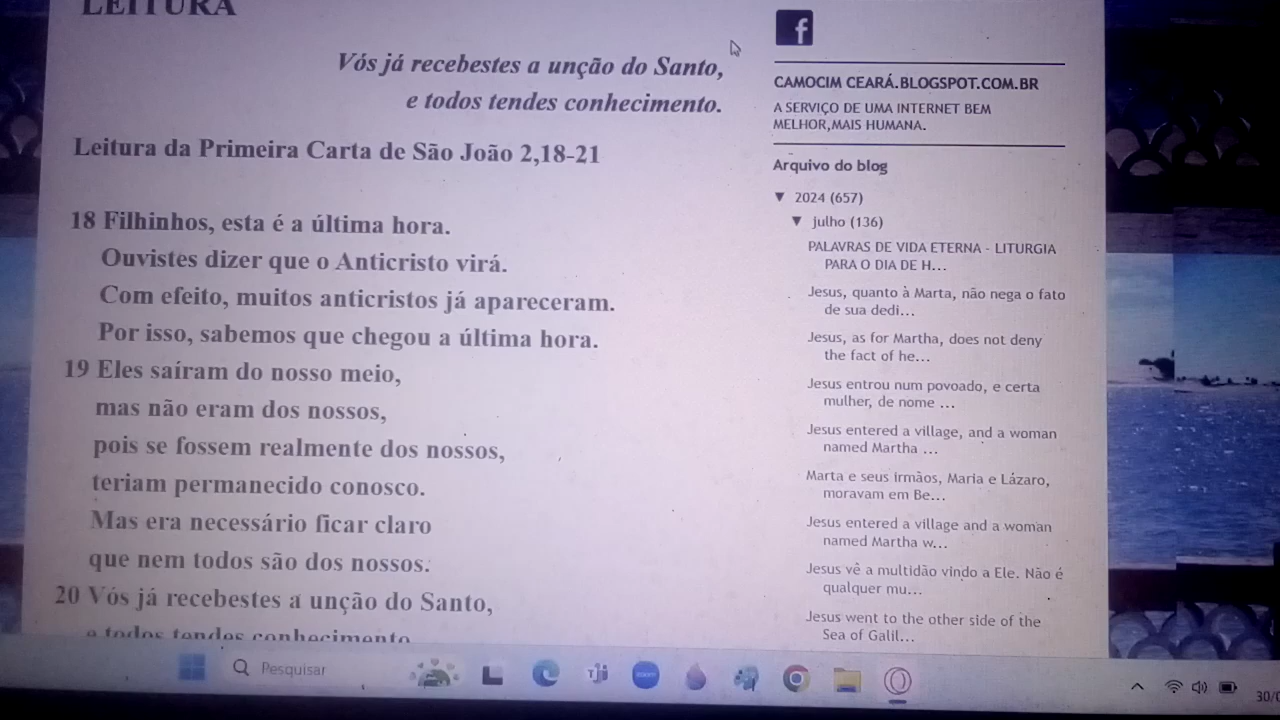 LEITURA
Vós já recebestes a unção do Santo,
e todos tendes conhecimento.
Leitura da Primeira Carta de São João 2,18-21
18 Filhinhos, esta é a última hora.
Ouvistes dizer que o Anticristo virá.
Com efeito, muitos anticristos já apareceram.
Por isso, sabemos que chegou a última hora.
19 Eles saíram do nosso meio,
mas não eram dos nossos,
pois se fossem realmente dos nossos,
teriam permanecido conosco.
Mas era necessário ficar claro
que nem todos são dos nossos.
20 Vós já recebestes a unção do Santo,
e todos tendes conhecimento
f
CAMOCIM CEARÁ.BLOGSPOT.COM.BR
A SERVIÇO DE UMA INTERNET BEM
MELHOR,MAIS HUMANA.
Arquivo do blog
▼ 2024 (657)
▼ julho (136)
PALAVRAS DE VIDA ETERNA - LITURGIA
PARA O DIA DE H...
Jesus, quanto à Marta, não nega o fato
de sua dedi...
Jesus, as for Martha, does not deny
the fact of he...
Jesus entrou num povoado, e certa
mulher, de nome ...
Jesus entered a village, and a woman
named Martha ...
Marta e seus irmãos, Maria e Lázaro,
moravam em Be...
Jesus entered a village and a woman
named Martha w...
Jesus vê a multidão vindo a Ele. Não é
qualquer mu...
Jesus went to the other side of the
Sea of Galil...
Pesquisar
30/0